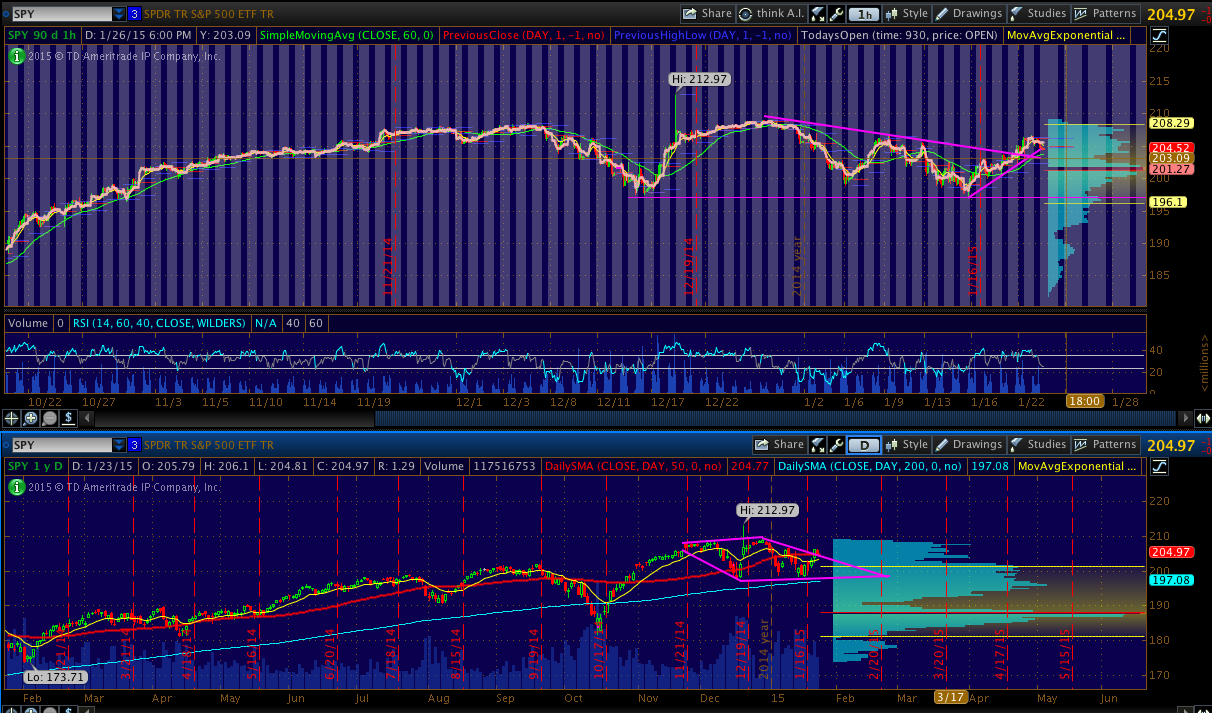 SPY 3 SPDR TR S&P 500 ETF TR Share think A.I. 1h Style Drawings Studies Patterns 204.97
SPY 90 d 1h D: 1/26/15 6:00 PM Y: 203.09 SimpleMovingAvg (CLOSE, 60, 0) PreviousClose (DAY, 1, −1, no) PreviousHighLow (DAY, 1, −1, no) TodaysOpen (time: 930, price: OPEN) MovAvgExponential ...
2015 © TD Ameritrade IP Company, Inc.
220
Hi: 212.97
215
210
208.29
204.52
203.09
201.27
200
196.1
195
190
185
11/21/14
12/19/14
2014 year
1/16/15
Volume 0 RSI (14, 60, 40, CLOSE, WILDERS) N/A 40 60
40
20
0
<millions>
10/22 10/27 11/3 11/5 11/10 11/14 11/19 12/1 12/3 12/8 12/11 12/17 12/22 1/2 1/6 1/9 1/13 1/16 1/22 18:00 1/28
$
SPY 3 SPDR TR S&P 500 ETF TR Share D Style Drawings Studies Patterns 204.97
SPY 1 y D D: 1/23/15 O: 205.79 H: 206.1 L: 204.81 C: 204.97 R: 1.29 Volume 117516753 DailySMA (CLOSE, DAY, 50, 0, no) 204.77 DailySMA (CLOSE, DAY, 200, 0, no) 197.08 MovAvgExponential ...
2015 © TD Ameritrade IP Company, Inc.
220
Hi: 212.97
210
204.97
200
197.08
190
180
170
3/21/14
4/18/14
5/16/14
6/20/14
7/18/14
8/15/14
9/19/14
10/17/14
11/21/14
12/19/14
2014 year
1/16/15
2/20/15
3/20/15
4/17/15
5/15/15
Lo: 173.71
Feb Mar Apr May Jun Jul Aug Sep Oct Nov Dec 15 Feb Mar 3/17 Apr May Jun